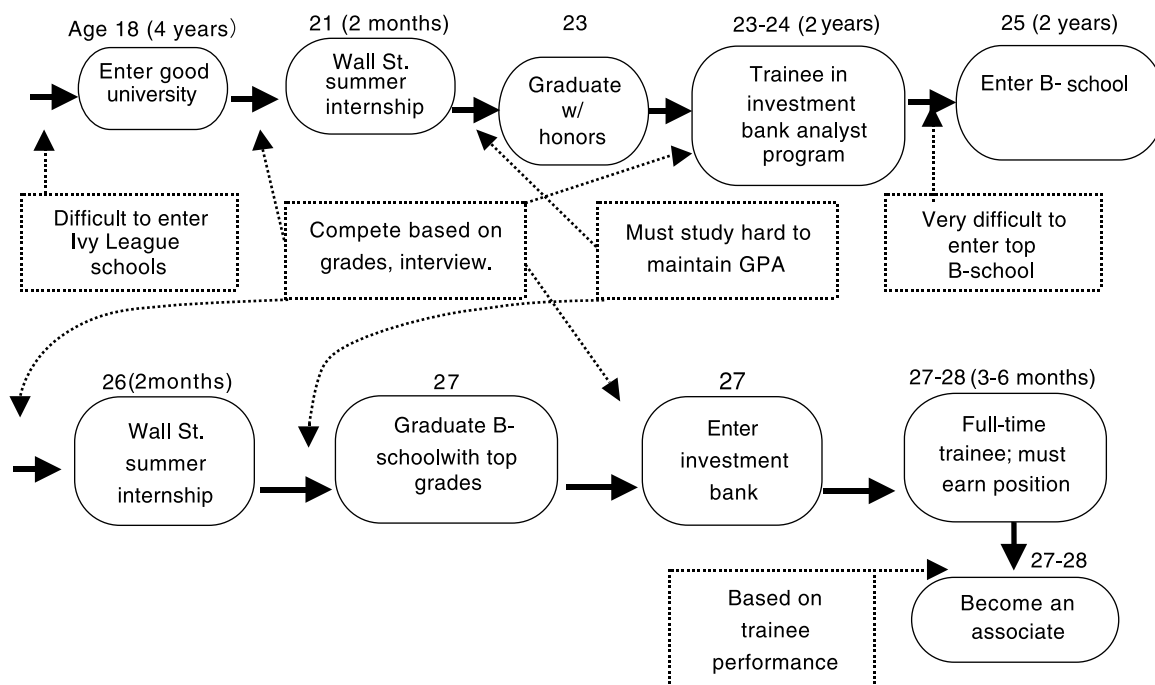 Age 18 (4 years)
Enter good
university
21 (2 months)
Wall St.
summer
internship
23
Graduate
w/
honors
23-24 (2 years)
Trainee in
investment
bank analyst
program
25 (2 years)
Enter B- school
Difficult to enter
Ivy League
schools
Compete based on
grades, interview.
Must study hard to
maintain GPA
Very difficult to
enter top
B-school
26(2months)
Wall St.
summer
internship
27
Graduate B-
schoolwith top
grades
27
Enter
investment
bank
27-28 (3-6 months)
Full-time
trainee; must
earn position
27-28
Become an
associate
Based on
trainee
performance